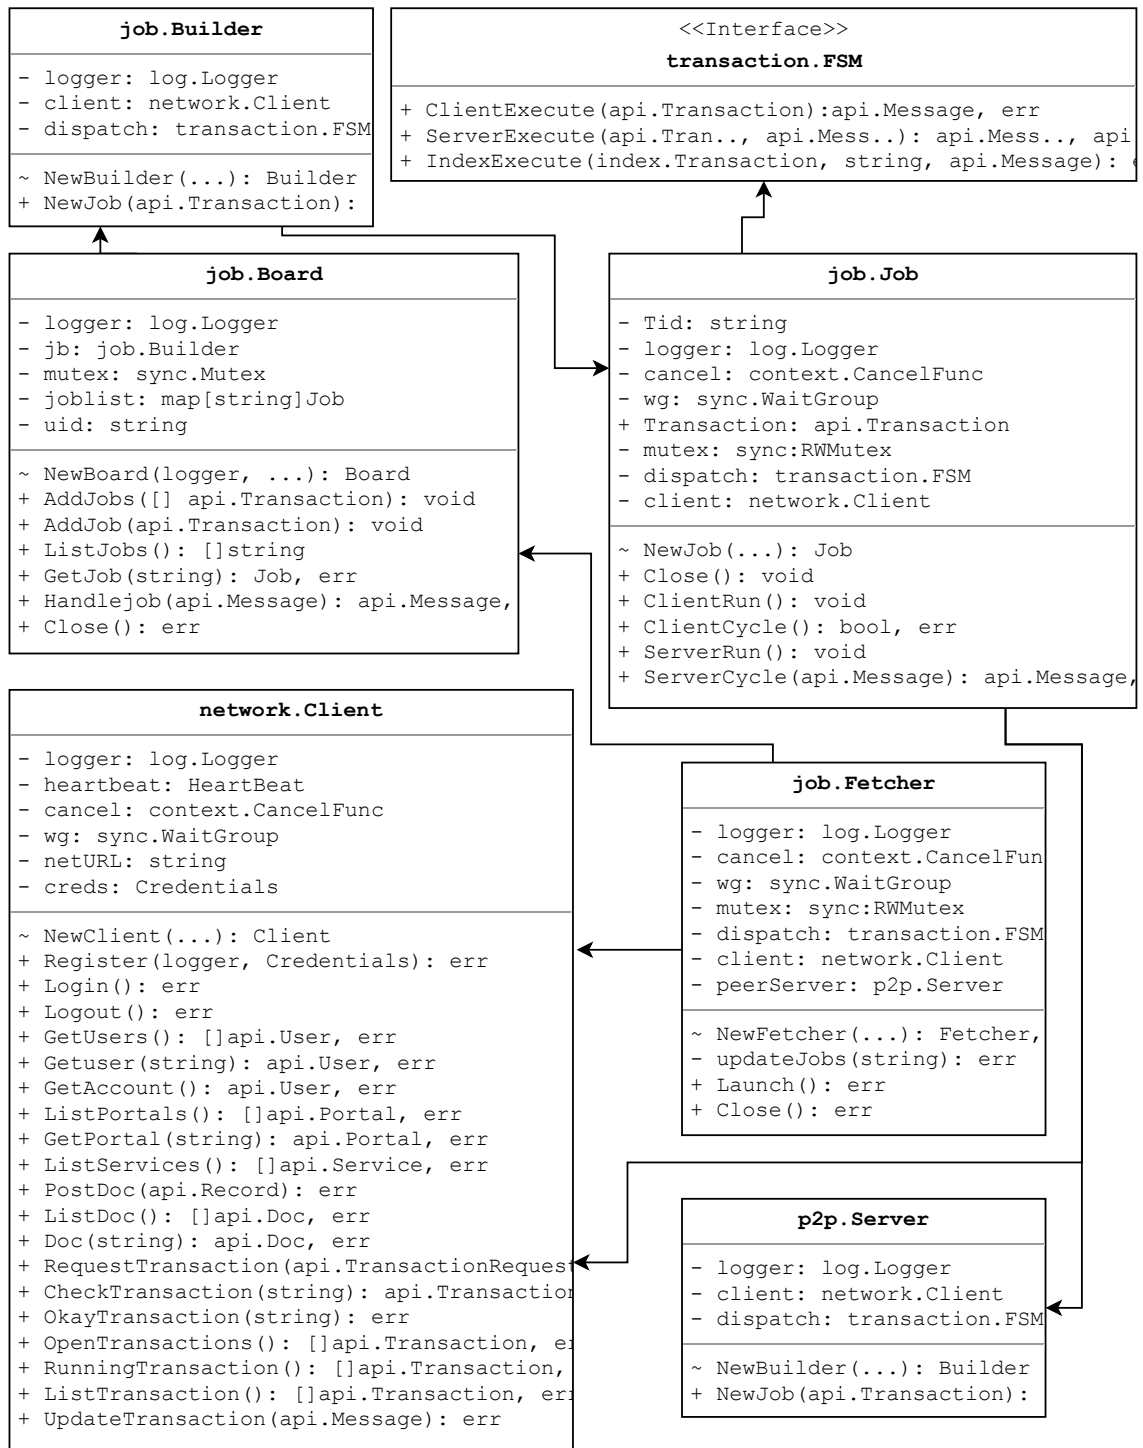 job.Builder
- logger: log.Logger
- client: network.Client
- dispatch: transaction.FSM
~ NewBuilder(...): Builder
+ NewJob(api.Transaction):
<<Interface>>
transaction.FSM
+ ClientExecute(api.Transaction):api.Message, err
+ ServerExecute(api.Tran.., api.Mess..): api.Mess.., api
+ IndexExecute(index.Transaction, string, api.Message):
job.Board
- logger: log.Logger
- jb: job.Builder
- mutex: sync.Mutex
- joblist: map[string]Job
- uid: string
~ NewBoard(logger, ...): Board
+ AddJobs([] api.Transaction): void
+ AddJob(api.Transaction): void
+ ListJobs(): []string
+ GetJob(string): Job, err
+ Handlejob(api.Message): api.Message,
+ Close(): err
job.Job
- Tid: string
- logger: log.Logger
- cancel: context.CancelFunc
- wg: sync.WaitGroup
+ Transaction: api.Transaction
- mutex: sync:RWMutex
- dispatch: transaction.FSM
- client: network.Client
~ NewJob(...): Job
+ Close(): void
+ ClientRun(): void
+ ClientCycle(): bool, err
+ ServerRun(): void
+ ServerCycle(api.Message): api.Message,
network.Client
- logger: log.Logger
- heartbeat: HeartBeat
- cancel: context.CancelFunc
- wg: sync.WaitGroup
- netURL: string
- creds: Credentials
~ NewClient(...): Client
+ Register(logger, Credentials): err
+ Login(): err
+ Logout(): err
+ GetUsers(): []api.User, err
+ Getuser(string): api.User, err
+ GetAccount(): api.User, err
+ ListPortals(): []api.Portal, err
+ GetPortal(string): api.Portal, err
+ ListServices(): []api.Service, err
+ PostDoc(api.Record): err
+ ListDoc(): []api.Doc, err
+ Doc(string): api.Doc, err
+ RequestTransaction(api.TransactionRequest
+ CheckTransaction(string): api.Transaction
+ OkayTransaction(string): err
+ OpenTransactions(): []api.Transaction, er
+ RunningTransaction(): []api.Transaction,
+ ListTransaction(): []api.Transaction, err
+ UpdateTransaction(api.Message): err
job.Fetcher
- logger: log.Logger
- cancel: context.CancelFun
- wg: sync.WaitGroup
- mutex: sync:RWMutex
- dispatch: transaction.FSM
- client: network.Client
- peerServer: p2p.Server
~ NewFetcher(...): Fetcher,
- updateJobs(string): err
+ Launch(): err
+ Close(): err
p2p.Server
- logger: log.Logger
- client: network.Client
- dispatch: transaction.FSM
~ NewBuilder(...): Builder
+ NewJob(api.Transaction):